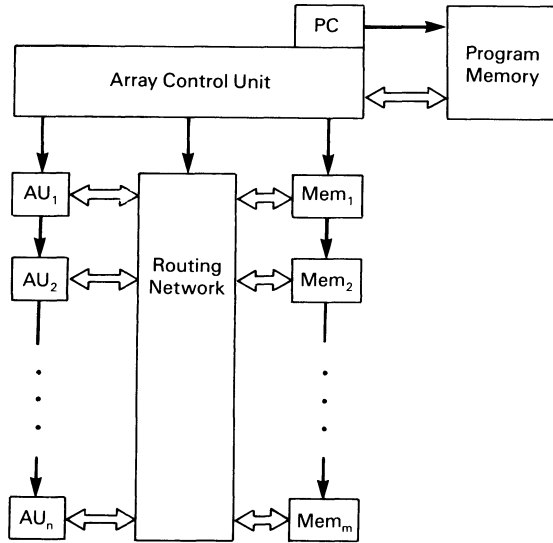 PC
Program
Memory
Array Control Unit
AU₁
Mem₁
Routing
Network
AU₂
Mem₂
AUₙ
Memₘ